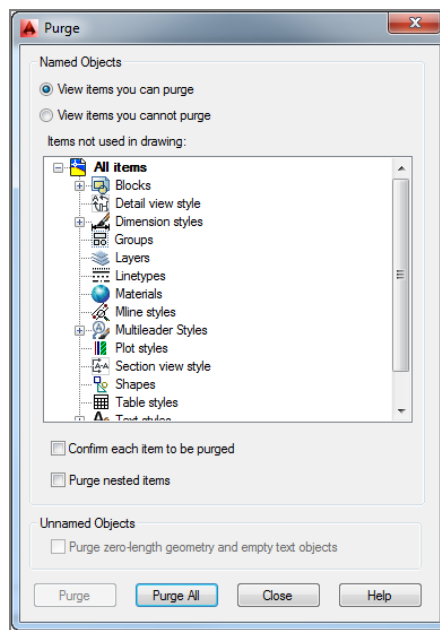 Purge
Named Objects
View items you can purge
View items you cannot purge
Items not used in drawing:
All items
Blocks
Detail view style
Dimension styles
Groups
Layers
Linetypes
Materials
Mline styles
Multileader Styles
Plot styles
Section view style
Shapes
Table styles
Text styles
Confirm each item to be purged
Purge nested items
Unnamed Objects
Purge zero-length geometry and empty text objects
Purge Purge All Close Help